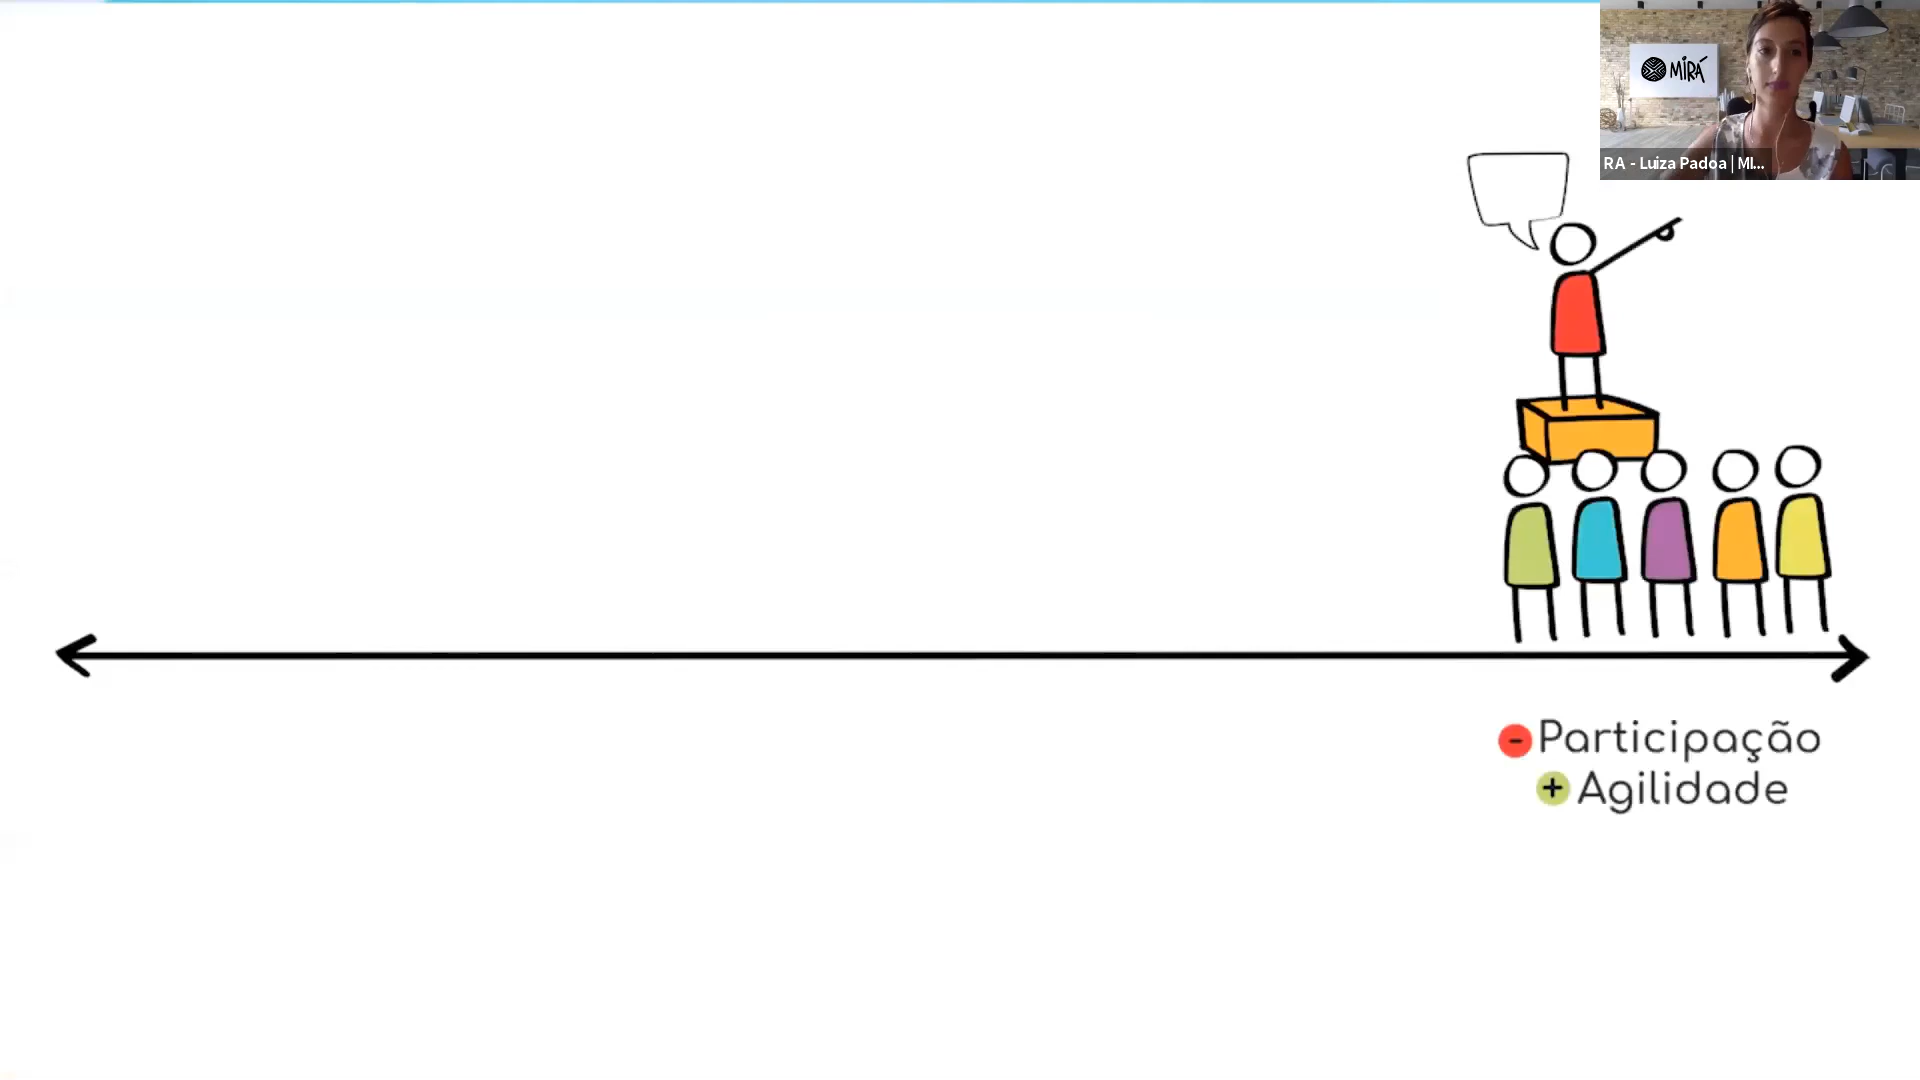 MIRÁ
RA - Luiza Padoa | MI...
- Participação
+ Agilidade